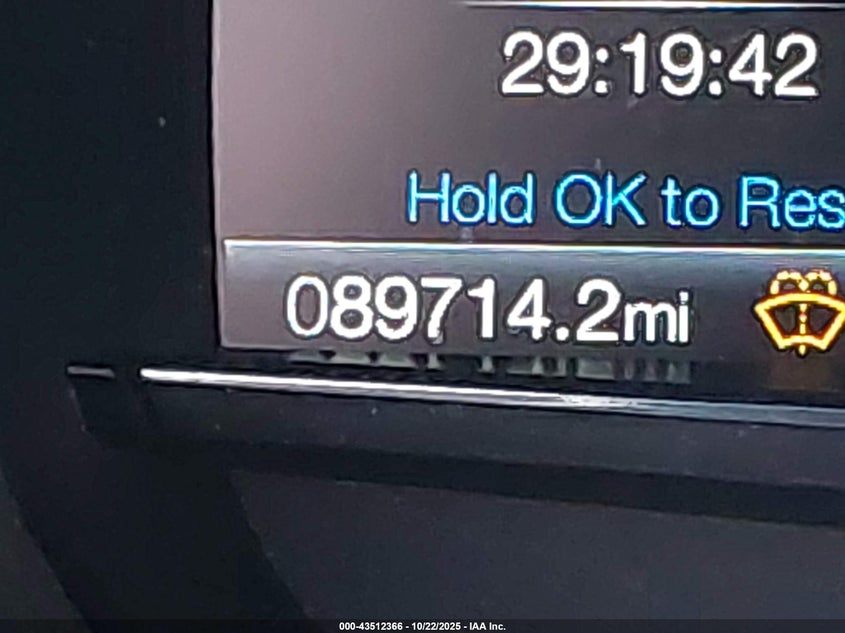 29:19:42
Hold OK to Res
089714.2mi
000-43512366 - 10/22/2025 - IAA Inc.